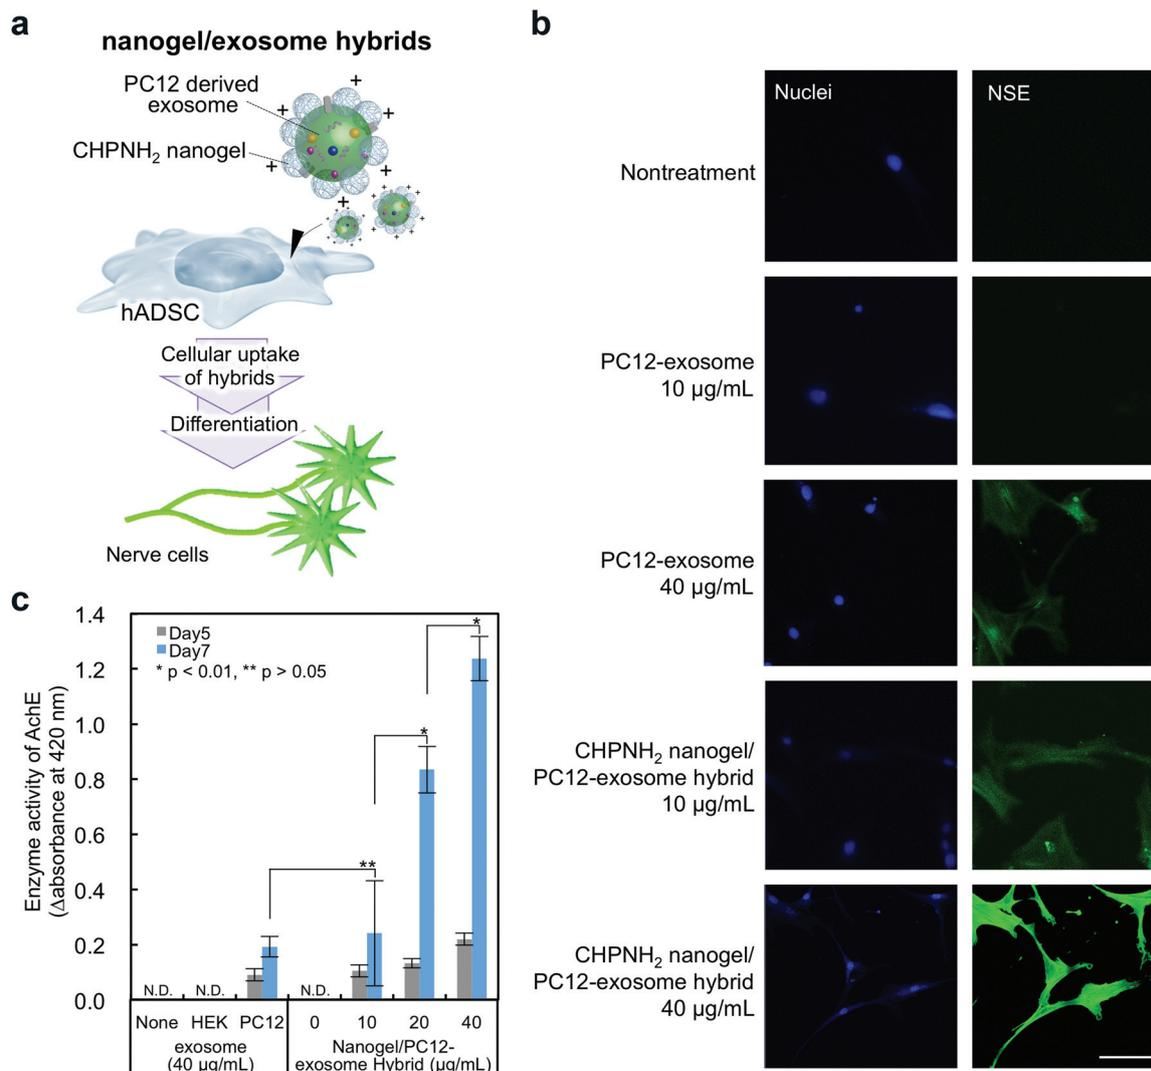 a
nanogel/exosome hybrids
PC12 derived
exosome
CHPNH₂ nanogel
hADSC
Cellular uptake
of hybrids
Differentiation
Nerve cells
b
Nuclei
NSE
Nontreatment
PC12-exosome
10 µg/mL
PC12-exosome
40 µg/mL
CHPNH₂ nanogel/
PC12-exosome hybrid
10 µg/mL
CHPNH₂ nanogel/
PC12-exosome hybrid
40 µg/mL
c
Enzyme activity of AchE
(Δabsorbance at 420 nm)
1.4
1.2
1.0
0.8
0.6
0.4
0.2
0.0
Day5
Day7
* p < 0.01, ** p > 0.05
**
*
*
N.D. N.D. N.D.
None HEK PC12 0 10 20 40
exosome
(40 µg/mL)
Nanogel/PC12-
exosome Hybrid (µg/mL)